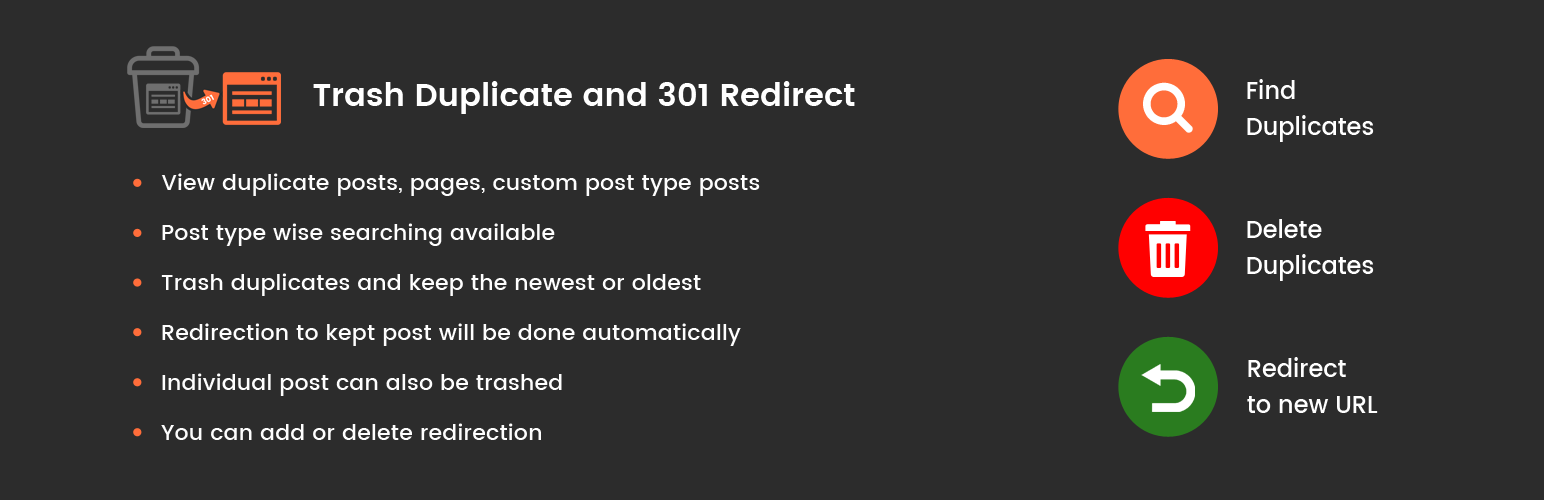 301
Trash Duplicate and 301 Redirect
View duplicate posts, pages, custom post type posts
Post type wise searching available
Trash duplicates and keep the newest or oldest
Redirection to kept post will be done automatically
Individual post can also be trashed
You can add or delete redirection
Find
Duplicates
Delete
Duplicates
Redirect
to new URL